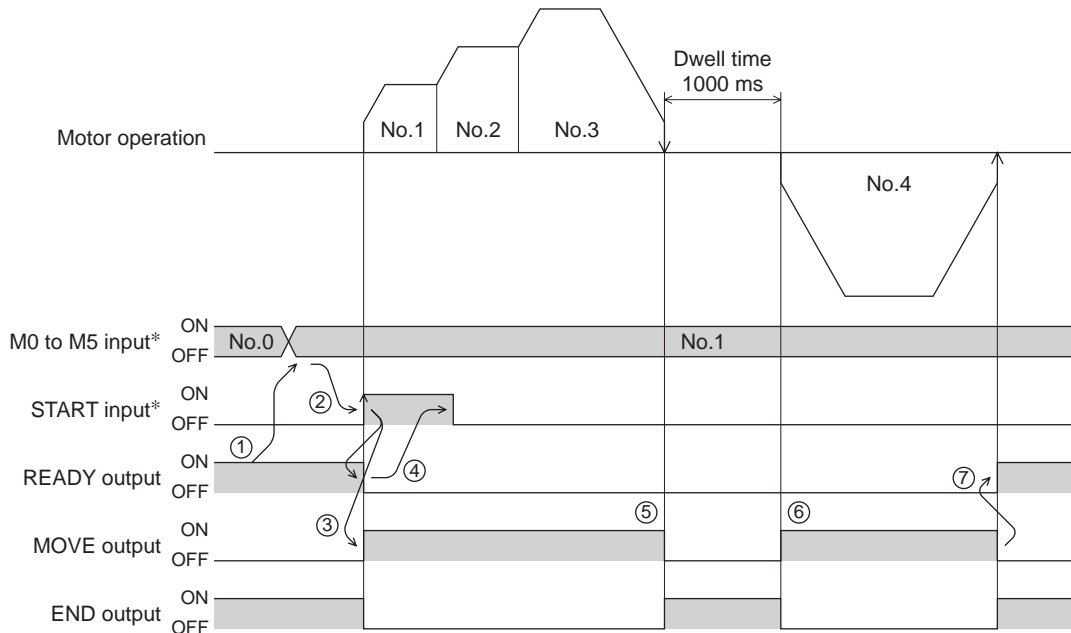 Dwell time
1000 ms
No.1
No.2
No.3
Motor operation
No.4
M0 to M5 input*
ON
OFF
No.0
No.1
START input*
ON
OFF
②
①
④
READY output
ON
OFF
⑦
③
⑤
⑥
MOVE output
ON
OFF
END output
ON
OFF